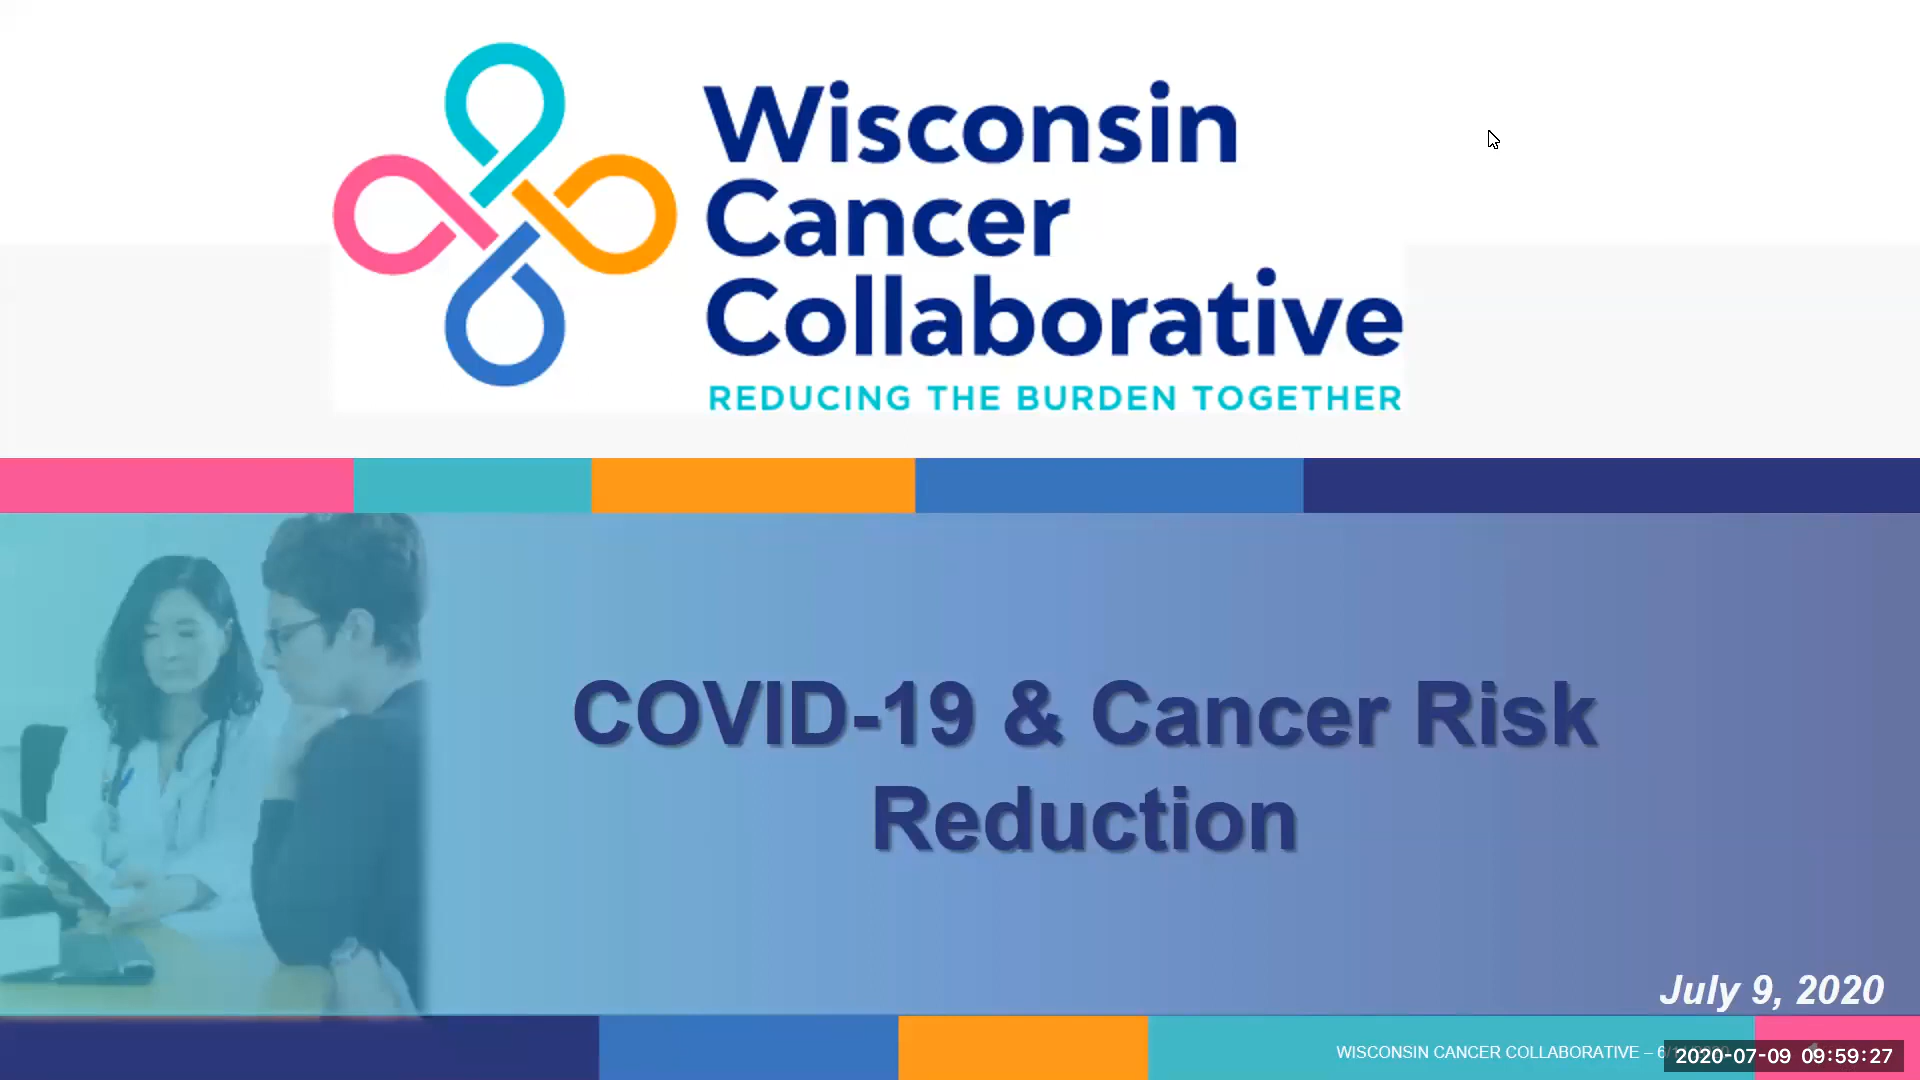 Wisconsin
Cancer
Collaborative
REDUCING THE BURDEN TOGETHER
COVID-19 & Cancer Risk
Reduction
July 9, 2020
WISCONSIN CANCER COLLABORATIVE – 6/
2020-07-09 09:59:27